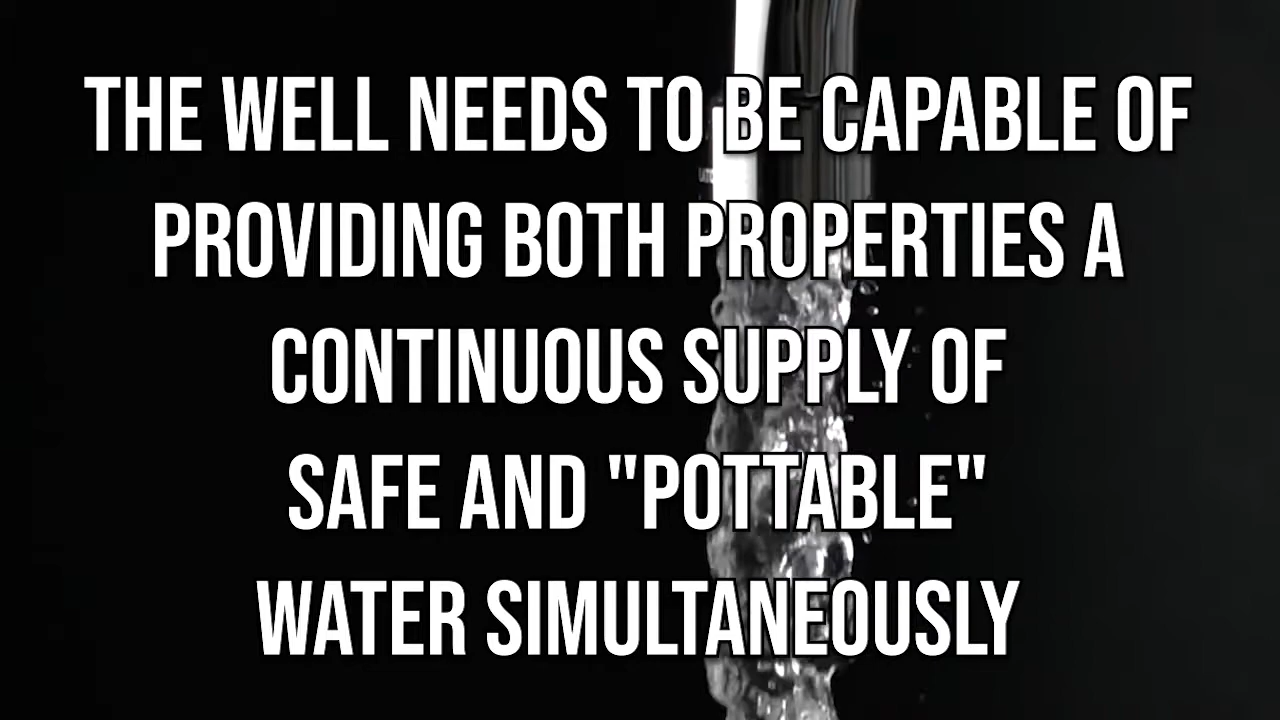 THE WELL NEEDS TO BE CAPABLE OF
PROVIDING BOTH PROPERTIES A
CONTINUOUS SUPPLY OF
SAFE AND "POTTABLE"
WATER SIMULTANEOUSLY